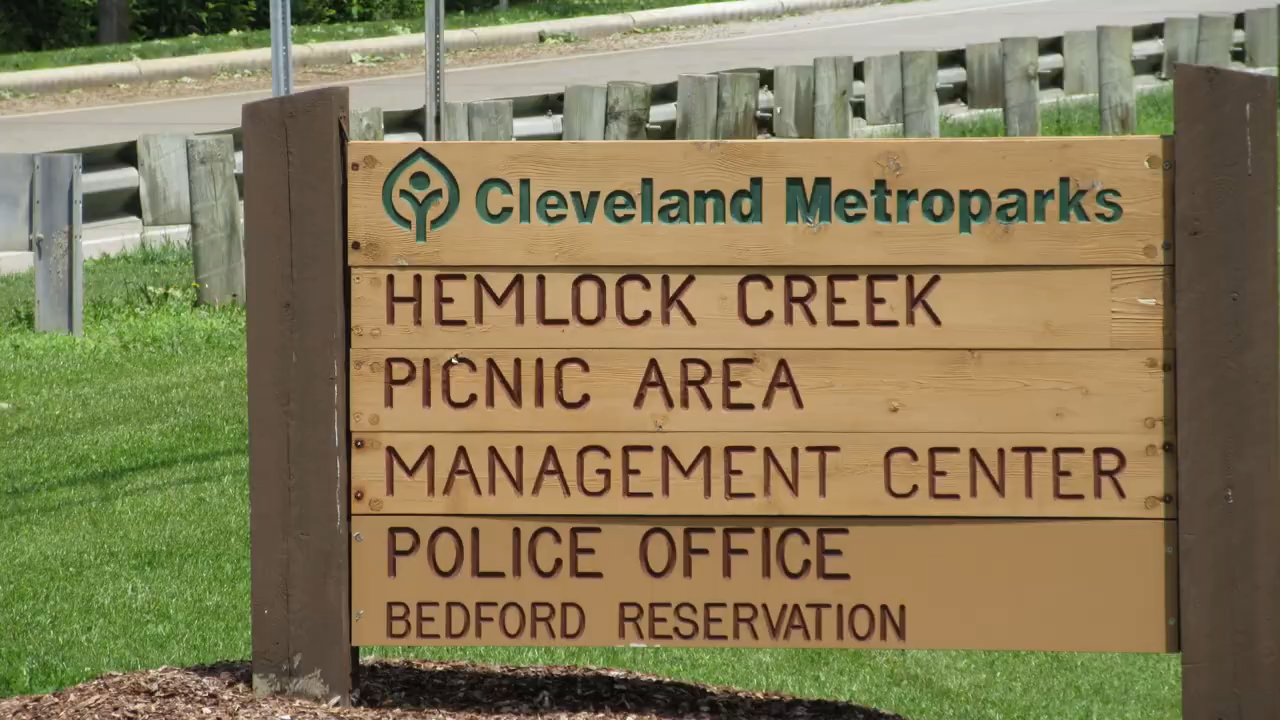 Cleveland Metroparks
HEMLOCK CREEK
PICNIC AREA
MANAGEMENT CENTER
POLICE OFFICE
BEDFORD RESERVATION